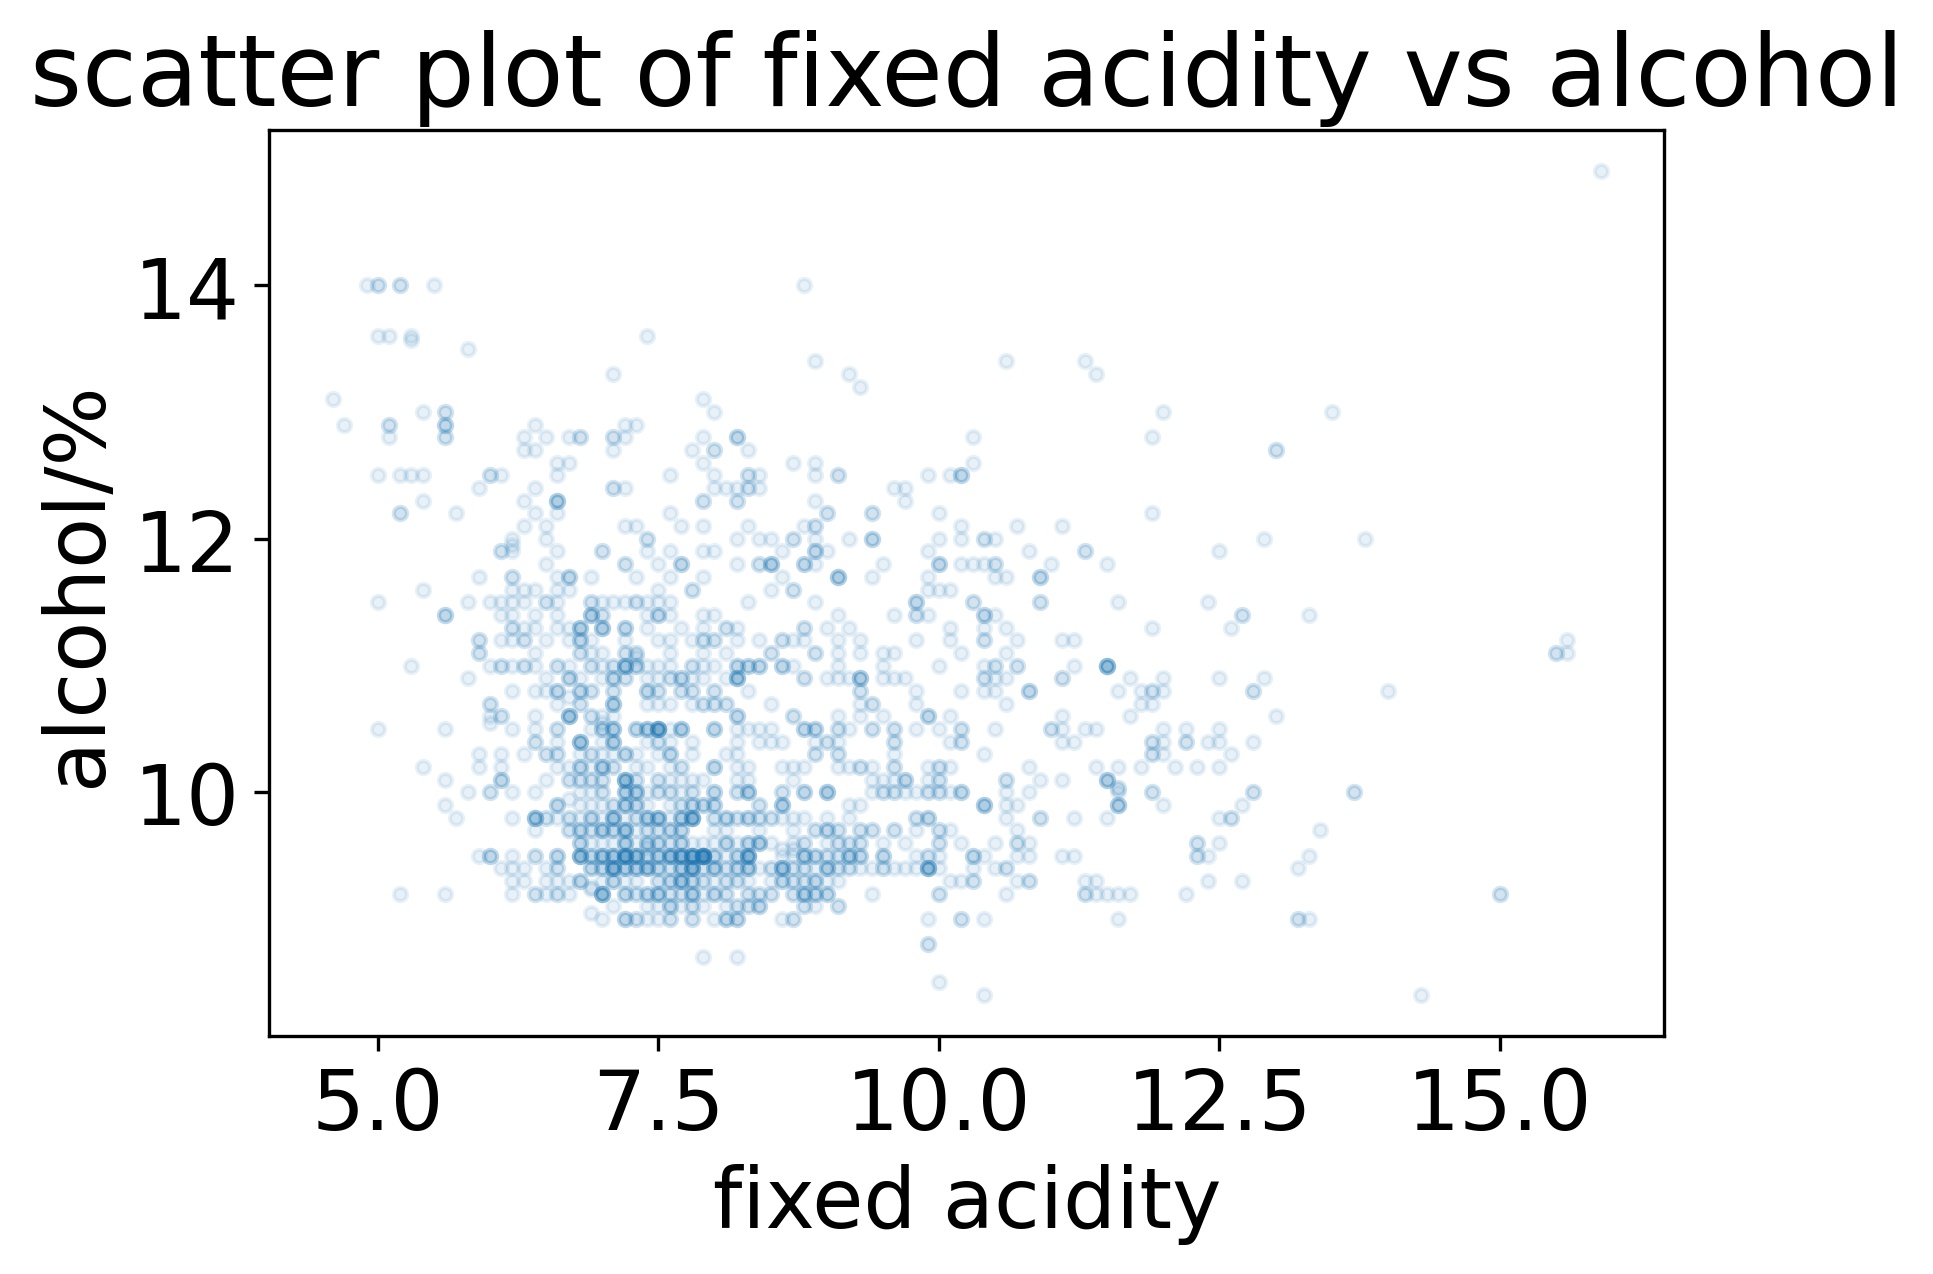 scatter plot of fixed acidity vs alcohol
14
12
10
alcohol/%
5.0 7.5 10.0 12.5 15.0
fixed acidity